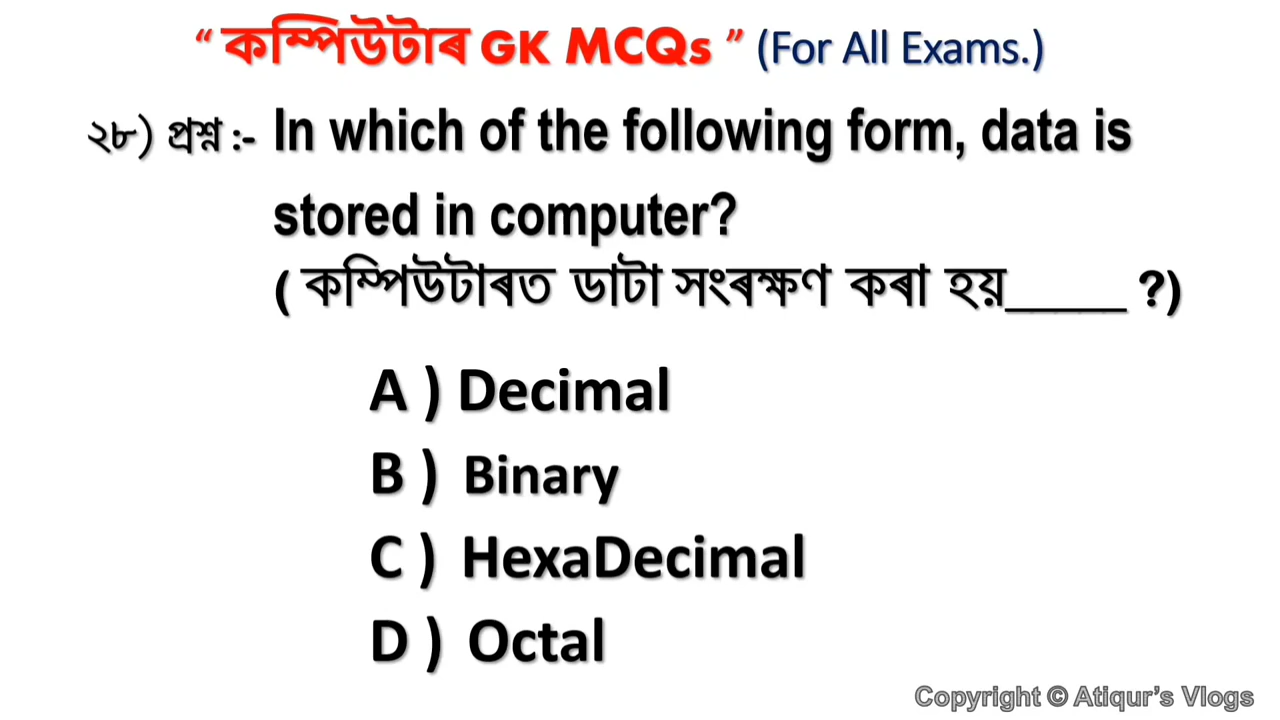 “ কম্পিউটাৰ GK MCQs ” (For All Exams.)
২৮) প্ৰশ্ন :- In which of the following form, data is
stored in computer?
( কম্পিউটাৰত ডাটা সংৰক্ষণ কৰা হয়_____ ?)
A ) Decimal
B ) Binary
C ) HexaDecimal
D ) Octal
Copyright © Atiqur’s Vlogs